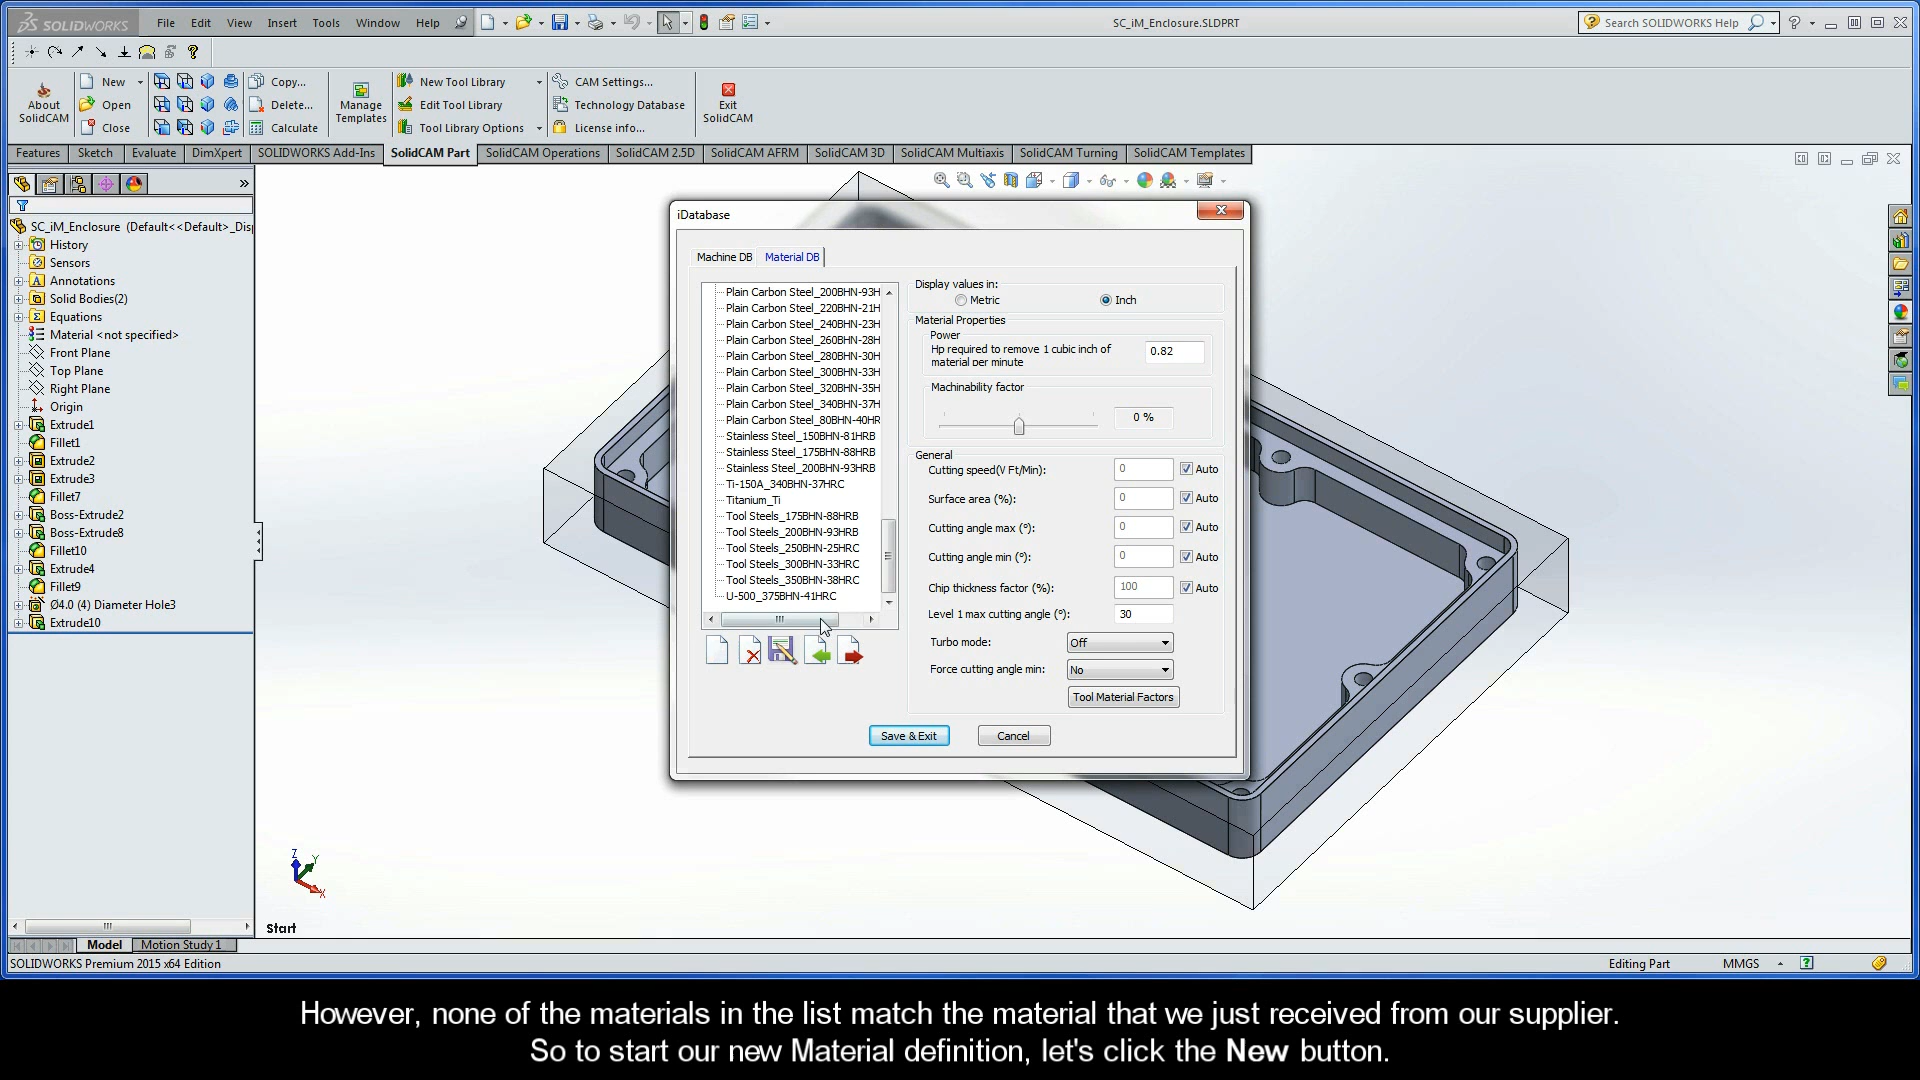 SOLIDWORKS
File Edit View Insert Tools Window Help
SC_iM_Enclosure.SLDPRT
Search SOLIDWORKS Help
About SolidCAM
New
Open
Close
Copy...
Delete...
Calculate
Manage Templates
New Tool Library
Edit Tool Library
Tool Library Options
CAM Settings...
Technology Database
License info...
Exit SolidCAM
Features Sketch Evaluate DimXpert SOLIDWORKS Add-Ins SolidCAM Part SolidCAM Operations SolidCAM 2.5D SolidCAM AFRM SolidCAM 3D SolidCAM Multiaxis SolidCAM Turning SolidCAM Templates
SC_iM_Enclosure (Default<<Default>_Disp
History
Sensors
Annotations
Solid Bodies(2)
Equations
Material <not specified>
Front Plane
Top Plane
Right Plane
Origin
Extrude1
Fillet1
Extrude2
Extrude3
Fillet7
Boss-Extrude2
Boss-Extrude8
Fillet10
Extrude4
Fillet9
Ø4.0 (4) Diameter Hole3
Extrude10
iDatabase
Machine DB Material DB
Plain Carbon Steel_200BHN-93H
Plain Carbon Steel_220BHN-21H
Plain Carbon Steel_240BHN-23H
Plain Carbon Steel_260BHN-28H
Plain Carbon Steel_280BHN-30H
Plain Carbon Steel_300BHN-33H
Plain Carbon Steel_320BHN-35H
Plain Carbon Steel_340BHN-37H
Plain Carbon Steel_80BHN-40HR
Stainless Steel_150BHN-81HRB
Stainless Steel_175BHN-88HRB
Stainless Steel_200BHN-93HRB
Ti-150A_340BHN-37HRC
Titanium_Ti
Tool Steels_175BHN-88HRB
Tool Steels_200BHN-93HRB
Tool Steels_250BHN-25HRC
Tool Steels_300BHN-33HRC
Tool Steels_350BHN-38HRC
U-500_375BHN-41HRC
Display values in:
Metric Inch
Material Properties
Power
Hp required to remove 1 cubic inch of material per minute 0.82
Machinability factor
0 %
General
Cutting speed(V Ft/Min): 0 Auto
Surface area (%): 0 Auto
Cutting angle max (º): 0 Auto
Cutting angle min (º): 0 Auto
Chip thickness factor (%): 100 Auto
Level 1 max cutting angle (º): 30
Turbo mode: Off
Force cutting angle min: No
Tool Material Factors
Save & Exit Cancel
Z
Y
X
Start
Model Motion Study 1
SOLIDWORKS Premium 2015 x64 Edition
Editing Part MMGS
However, none of the materials in the list match the material that we just received from our supplier.
So to start our new Material definition, let's click the New button.